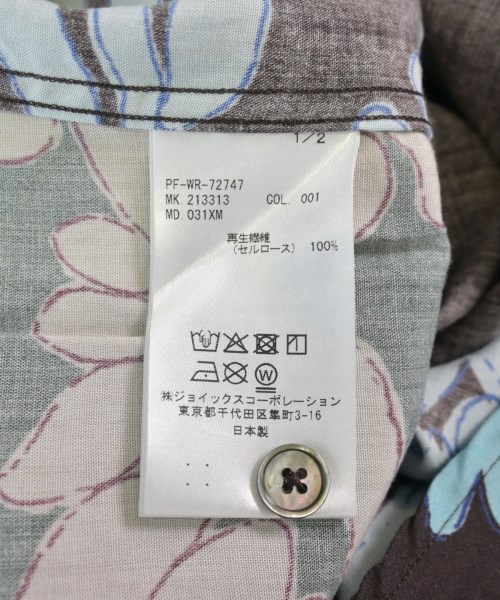 1/2
PF-WR-72747
MK. 213313 COL. 001
MD. 031XM
再生繊維
(セルロース) 100%
W
株ジョイックスコーポレーション
東京都千代田区隼町3-16
日本製